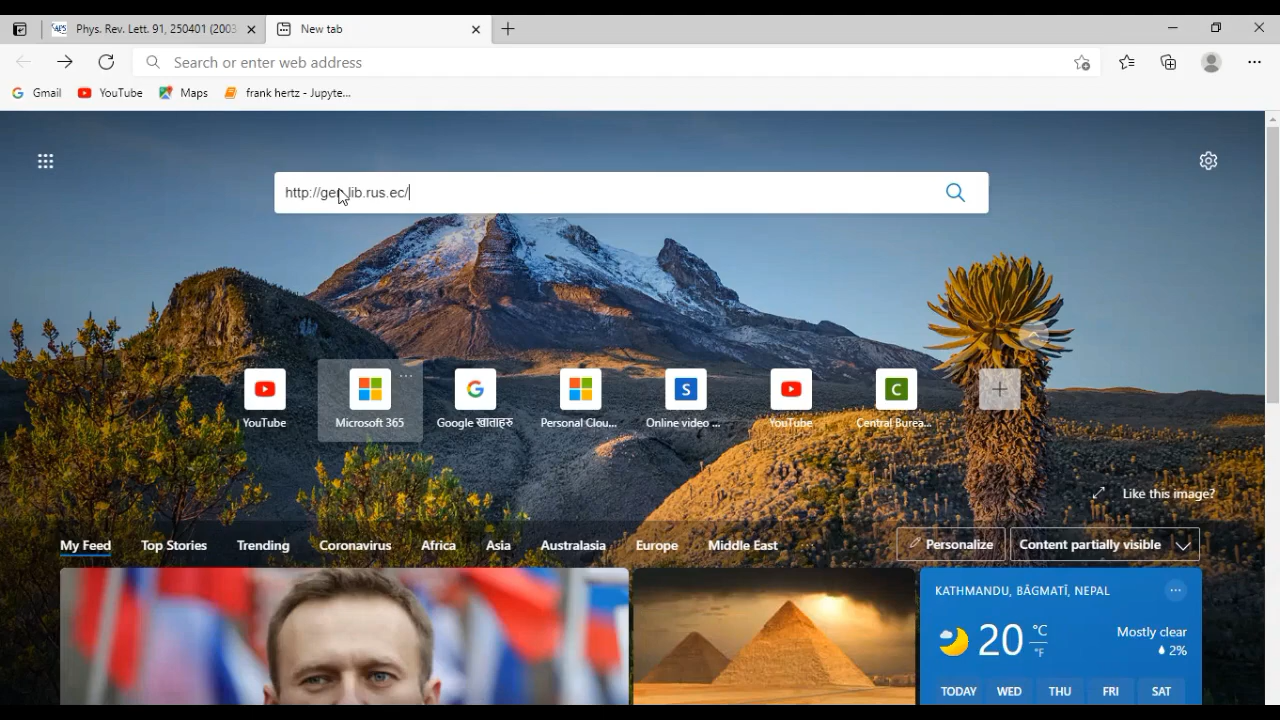 Phys. Rev. Lett. 91, 250401 (2003
New tab
Search or enter web address
Gmail
YouTube
Maps
frank hertz - Jupyte...
http://gen.lib.rus.ec/
YouTube
Microsoft 365
Google खाताहरु
Personal Clou...
Online video ...
YouTube
Central Burea...
Like this image?
My Feed
Top Stories
Trending
Coronavirus
Africa
Asia
Australasia
Europe
Middle East
Personalize
Content partially visible
KATHMANDU, BĀGMATĪ, NEPAL
20 °C
°F
Mostly clear
2%
TODAY
WED
THU
FRI
SAT